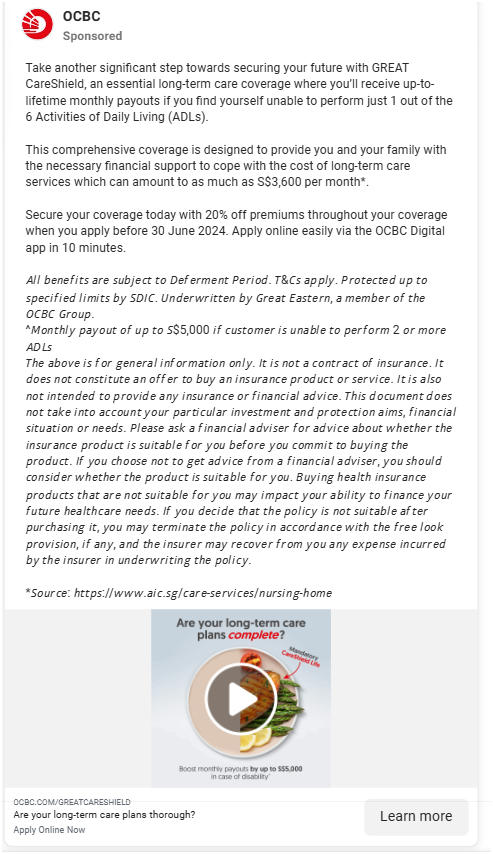 OCBC
Sponsored
Take another significant step towards securing your future with GREAT
CareShield, an essential long-term care coverage where you'll receive up-to-
lifetime monthly payouts if you find yourself unable to perform just 1 out of the
6 Activities of Daily Living (ADLs).
This comprehensive coverage is designed to provide you and your family with
the necessary financial support to cope with the cost of long-term care
services which can amount to as much as S$3,600 per month*.
Secure your coverage today with 20% off premiums throughout your coverage
when you apply before 30 June 2024. Apply online easily via the OCBC Digital
app in 10 minutes.
All benefits are subject to Deferment Period. T&Cs apply. Protected up to
specified limits by SDIC. Underwritten by Great Eastern, a member of the
OCBC Group.
^Monthly payout of up to S$5,000 if customer is unable to perform 2 or more
ADLs
The above is for general information only. It is not a contract of insurance. It
does not constitute an offer to buy an insurance product or service. It is also
not intended to provide any insurance or financial advice. This document does
not take into account your particular investment and protection aims, financial
situation or needs. Please ask a financial adviser for advice about whether the
insurance product is suitable for you before you commit to buying the
product. If you choose not to get advice from a financial adviser, you should
consider whether the product is suitable for you. Buying health insurance
products that are not suitable for you may impact your ability to finance your
future healthcare needs. If you decide that the policy is not suitable after
purchasing it, you may terminate the policy in accordance with the free look
provision, if any, and the insurer may recover from you any expense incurred
by the insurer in underwriting the policy.
*Source: https://www.aic.sg/care-services/nursing-home
Are your long-term care
plans complete?
Mandatory
CareShield Life
Boost monthly payouts by up to S$5,000
in case of disability^
OCBC.COM/GREATCARESHIELD
Are your long-term care plans thorough?
Apply Online Now
Learn more